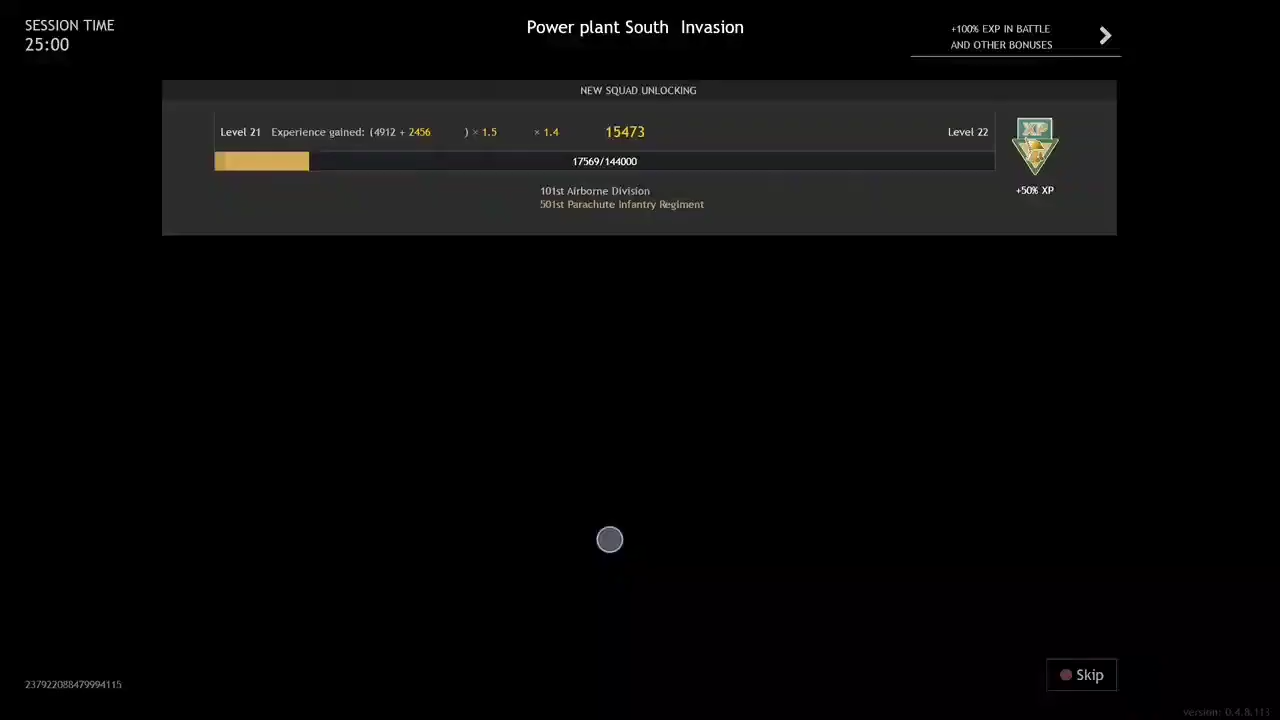 SESSION TIME
25:00
Power plant South Invasion
+100% EXP IN BATTLE
AND OTHER BONUSES
NEW SQUAD UNLOCKING
Level 21 Experience gained: (4912 + 2456 ) × 1.5 × 1.4 15473 Level 22
XP
17569/144000
+50% XP
101st Airborne Division
501st Parachute Infantry Regiment
Skip
237922088479994115
version: 0.4.8.113